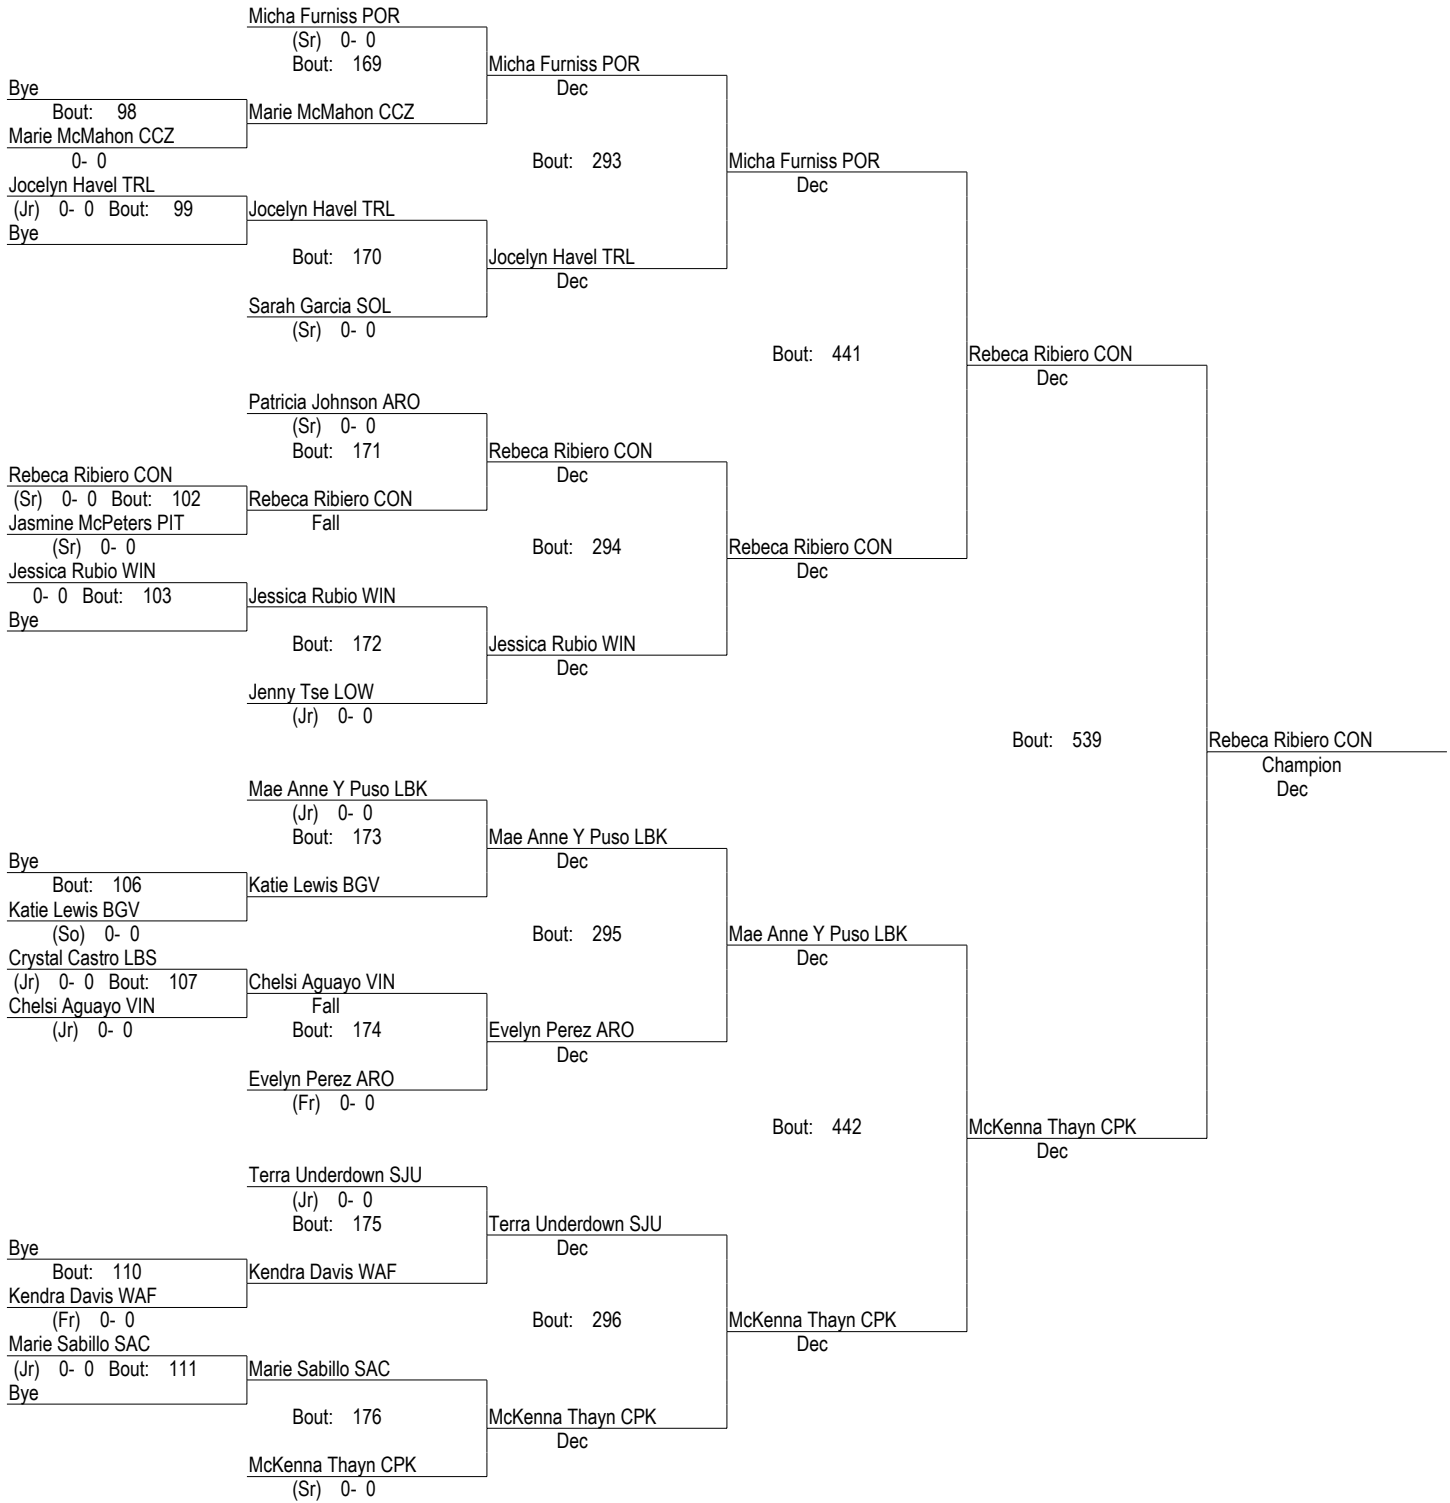 Micha Furniss POR
(Sr) 0- 0
Bout: 169
Micha Furniss POR
Dec
Bye
Bout: 98
Marie McMahon CCZ
Marie McMahon CCZ
0- 0
Bout: 293
Micha Furniss POR
Dec
Jocelyn Havel TRL
(Jr) 0- 0 Bout: 99
Jocelyn Havel TRL
Bye
Bout: 170
Jocelyn Havel TRL
Dec
Sarah Garcia SOL
(Sr) 0- 0
Bout: 441
Rebeca Ribiero CON
Dec
Patricia Johnson ARO
(Sr) 0- 0
Bout: 171
Rebeca Ribiero CON
Dec
Rebeca Ribiero CON
(Sr) 0- 0 Bout: 102
Rebeca Ribiero CON
Fall
Jasmine McPeters PIT
(Sr) 0- 0
Bout: 294
Rebeca Ribiero CON
Dec
Jessica Rubio WIN
0- 0 Bout: 103
Jessica Rubio WIN
Bye
Bout: 172
Jessica Rubio WIN
Dec
Jenny Tse LOW
(Jr) 0- 0
Bout: 539
Rebeca Ribiero CON
Champion
Dec
Mae Anne Y Puso LBK
(Jr) 0- 0
Bout: 173
Mae Anne Y Puso LBK
Dec
Bye
Bout: 106
Katie Lewis BGV
Katie Lewis BGV
(So) 0- 0
Bout: 295
Mae Anne Y Puso LBK
Dec
Crystal Castro LBS
(Jr) 0- 0 Bout: 107
Chelsi Aguayo VIN
Fall
Chelsi Aguayo VIN
(Jr) 0- 0
Bout: 174
Evelyn Perez ARO
Dec
Evelyn Perez ARO
(Fr) 0- 0
Bout: 442
McKenna Thayn CPK
Dec
Terra Underdown SJU
(Jr) 0- 0
Bout: 175
Terra Underdown SJU
Dec
Bye
Bout: 110
Kendra Davis WAF
Kendra Davis WAF
(Fr) 0- 0
Bout: 296
McKenna Thayn CPK
Dec
Marie Sabillo SAC
(Jr) 0- 0 Bout: 111
Marie Sabillo SAC
Bye
Bout: 176
McKenna Thayn CPK
Dec
McKenna Thayn CPK
(Sr) 0- 0